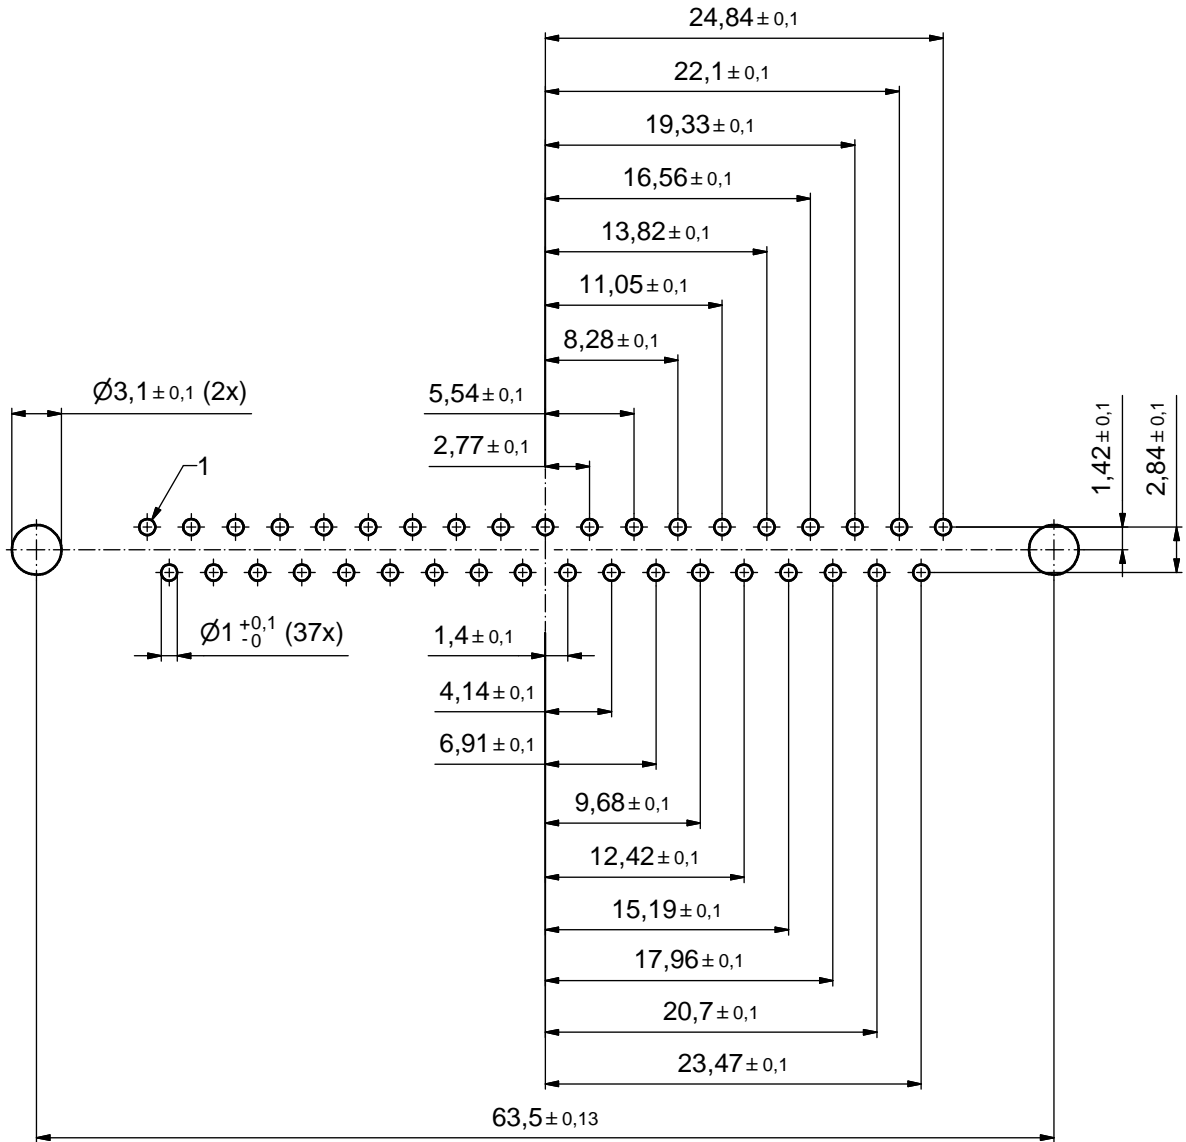 24,84 ± 0,1
22,1 ± 0,1
19,33 ± 0,1
16,56 ± 0,1
13,82 ± 0,1
11,05 ± 0,1
8,28 ± 0,1
Ø3,1 ± 0,1 (2x)
5,54 ± 0,1
1,42 ± 0,1
2,84 ± 0,1
2,77 ± 0,1
1
Ø1 +0,1 -0 (37x)
1,4 ± 0,1
4,14 ± 0,1
6,91 ± 0,1
9,68 ± 0,1
12,42 ± 0,1
15,19 ± 0,1
17,96 ± 0,1
20,7 ± 0,1
23,47 ± 0,1
63,5 ± 0,13